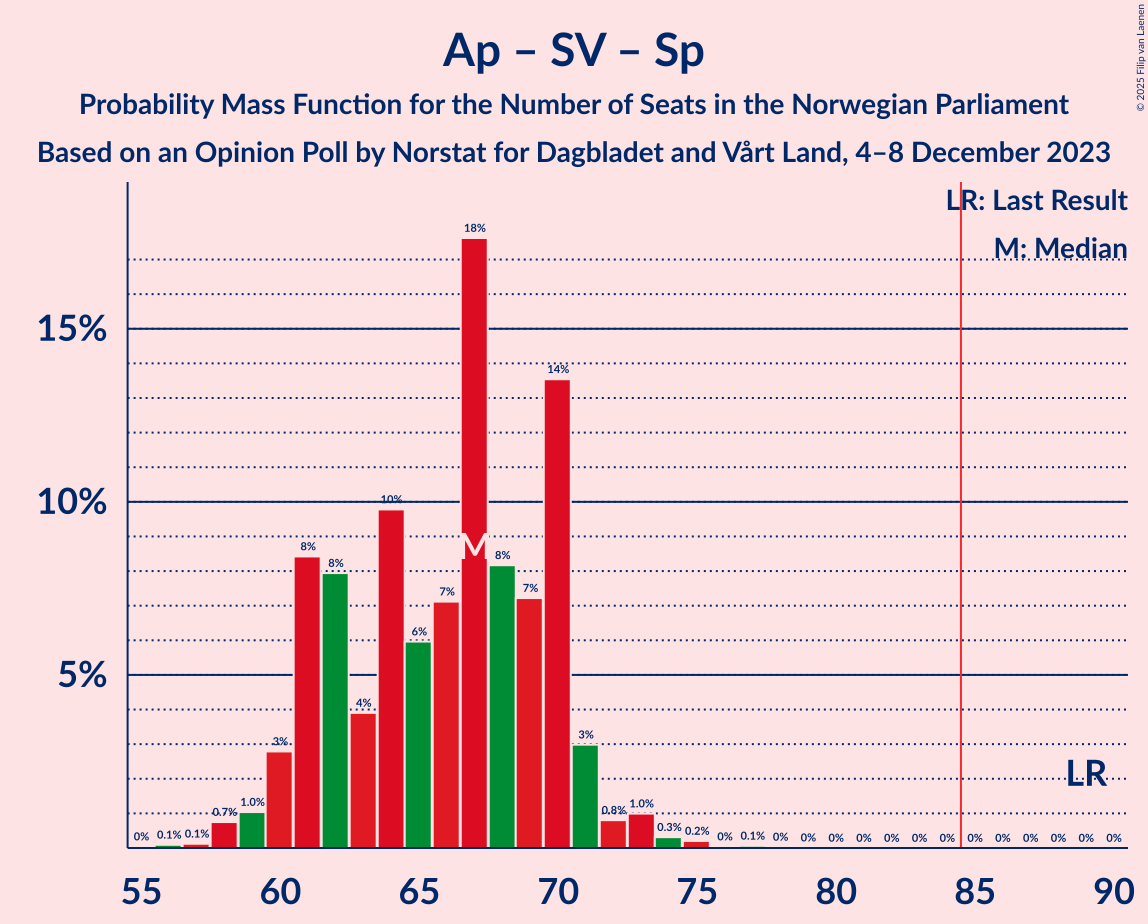 Ap – SV – Sp
Probability Mass Function for the Number of Seats in the Norwegian Parliament
Based on an Opinion Poll by Norstat for Dagbladet and Vårt Land, 4–8 December 2023
© 2025 Filip van Laenen
LR: Last Result
M: Median
15%
10%
5%
0% 0.1% 0.1% 0.7% 1.0% 3% 8% 8% 4% 10% 6% 7% 18% 8% 7% 14% 3% 0.8% 1.0% 0.3% 0.2% 0% 0.1% 0% 0% 0% 0% 0% 0% 0% 0% 0% 0% 0% 0% 0%
M
LR
55 60 65 70 75 80 85 90